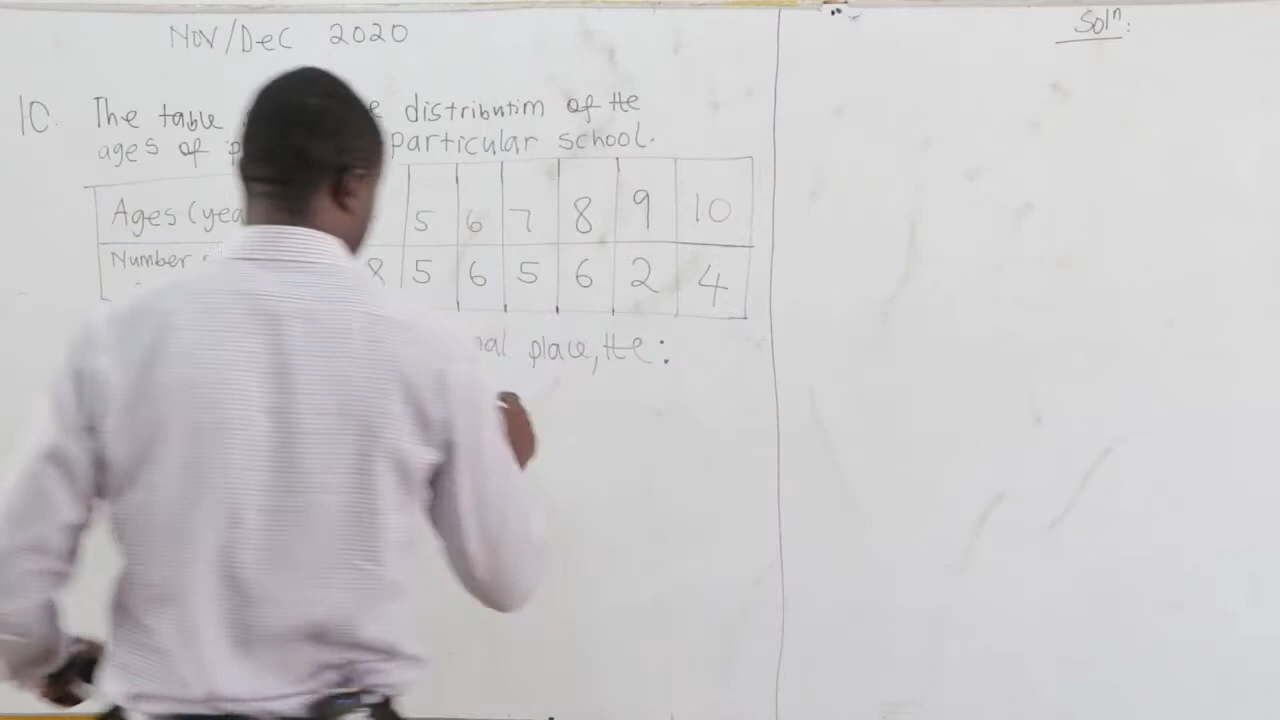 Nov/Dec 2020
Soln:
10. The table distribution of the
ages of particular school.
Ages (yea 5 6 7 8 9 10
Number 8 5 6 5 6 2 4
place, the: